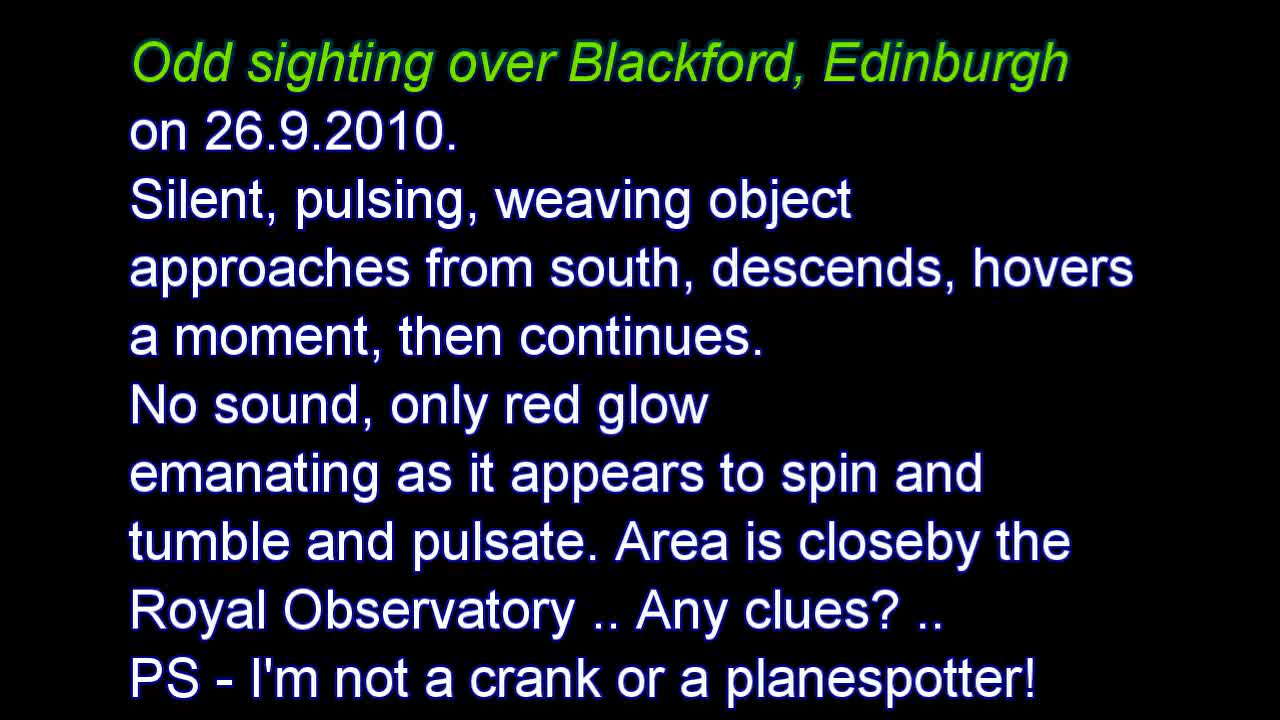 Odd sighting over Blackford, Edinburgh
on 26.9.2010.
Silent, pulsing, weaving object
approaches from south, descends, hovers
a moment, then continues.
No sound, only red glow
emanating as it appears to spin and
tumble and pulsate. Area is closeby the
Royal Observatory .. Any clues? ..
PS - I'm not a crank or a planespotter!